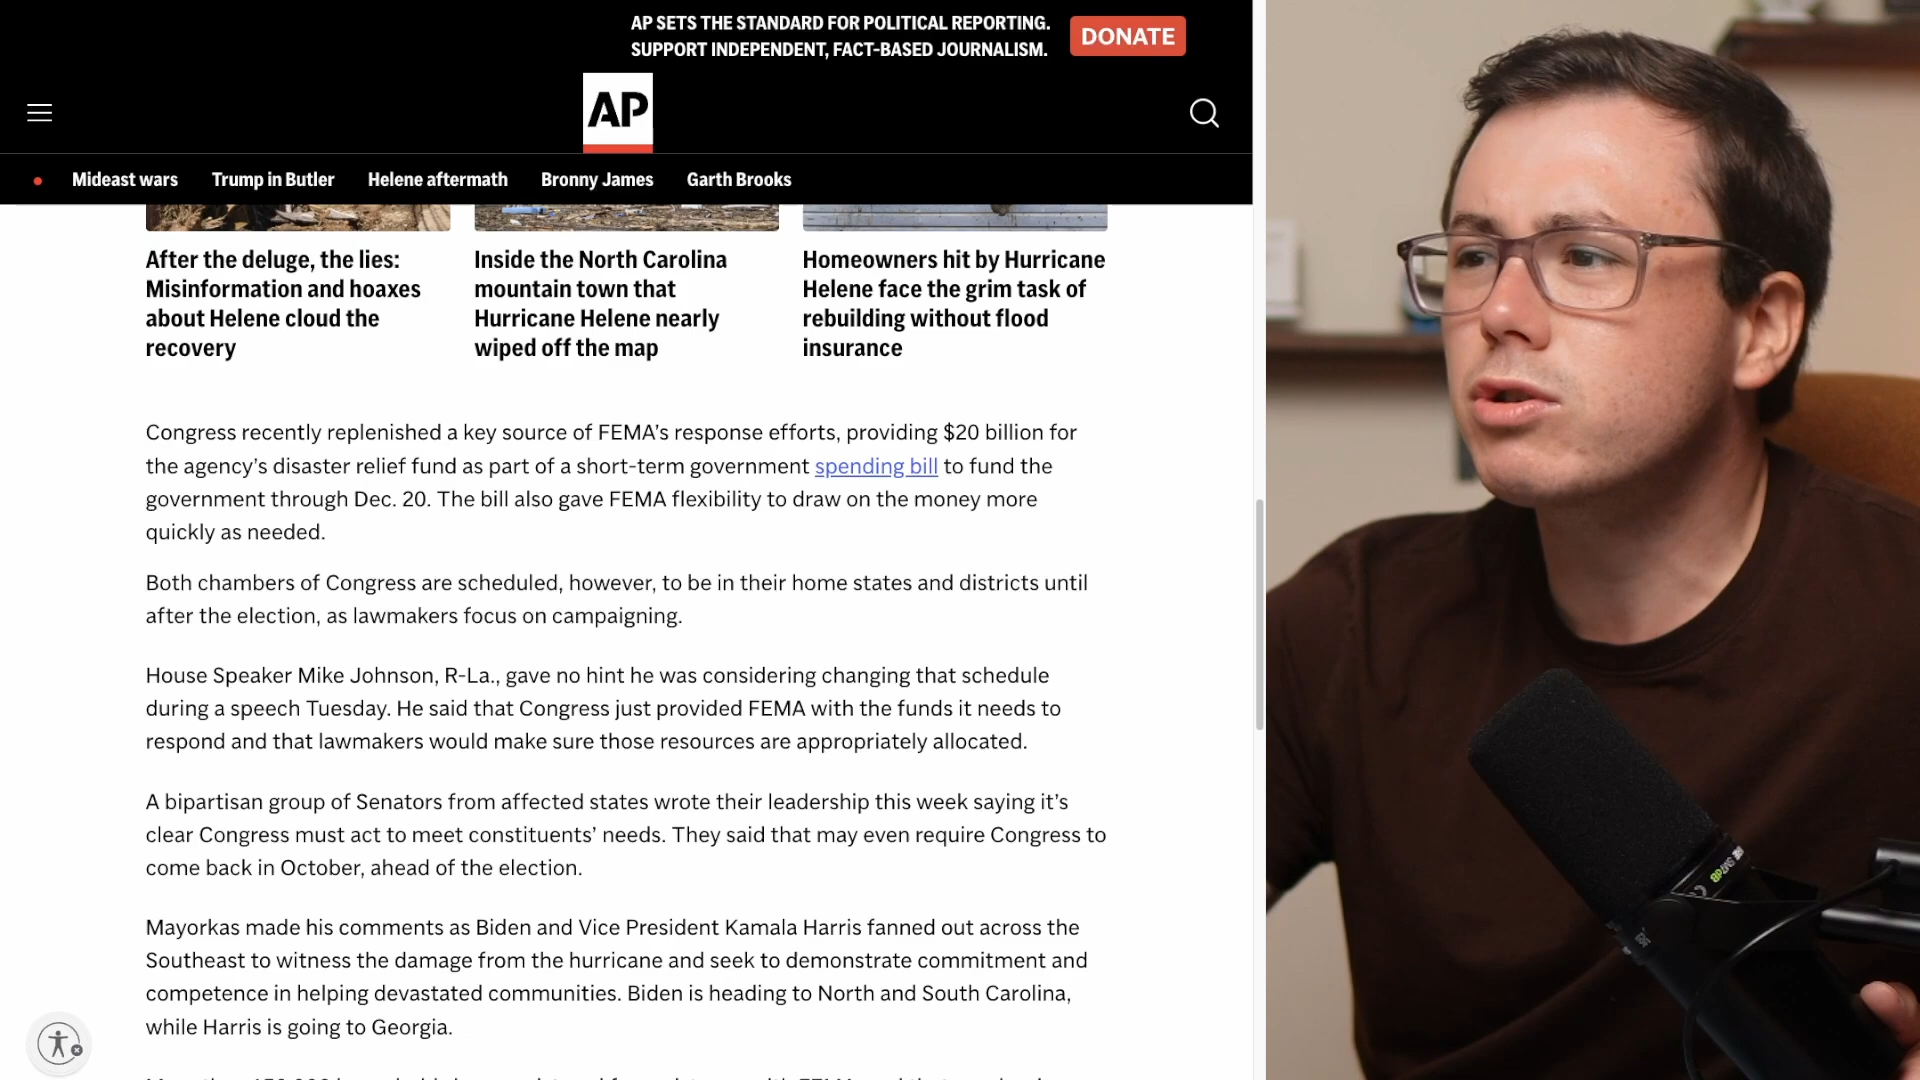 AP SETS THE STANDARD FOR POLITICAL REPORTING.
SUPPORT INDEPENDENT, FACT-BASED JOURNALISM.
DONATE
AP
Mideast wars
Trump in Butler
Helene aftermath
Bronny James
Garth Brooks
After the deluge, the lies:
Misinformation and hoaxes
about Helene cloud the
recovery
Inside the North Carolina
mountain town that
Hurricane Helene nearly
wiped off the map
Homeowners hit by Hurricane
Helene face the grim task of
rebuilding without flood
insurance
Congress recently replenished a key source of FEMA’s response efforts, providing $20 billion for
the agency’s disaster relief fund as part of a short-term government spending bill to fund the
government through Dec. 20. The bill also gave FEMA flexibility to draw on the money more
quickly as needed.
Both chambers of Congress are scheduled, however, to be in their home states and districts until
after the election, as lawmakers focus on campaigning.
House Speaker Mike Johnson, R-La., gave no hint he was considering changing that schedule
during a speech Tuesday. He said that Congress just provided FEMA with the funds it needs to
respond and that lawmakers would make sure those resources are appropriately allocated.
A bipartisan group of Senators from affected states wrote their leadership this week saying it’s
clear Congress must act to meet constituents’ needs. They said that may even require Congress to
come back in October, ahead of the election.
Mayorkas made his comments as Biden and Vice President Kamala Harris fanned out across the
Southeast to witness the damage from the hurricane and seek to demonstrate commitment and
competence in helping devastated communities. Biden is heading to North and South Carolina,
while Harris is going to Georgia.
SM7dB